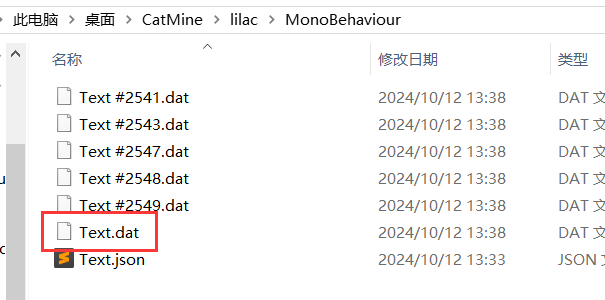 此电脑 > 桌面 > CatMine > lilac > MonoBehaviour
名称 修改日期 类型
Text #2541.dat 2024/10/12 13:38 DAT 文
Text #2543.dat 2024/10/12 13:38 DAT 文
Text #2547.dat 2024/10/12 13:38 DAT 文
Text #2548.dat 2024/10/12 13:38 DAT 文
Text #2549.dat 2024/10/12 13:38 DAT 文
Text.dat 2024/10/12 13:38 DAT 文
Text.json 2024/10/12 13:33 JSON 文